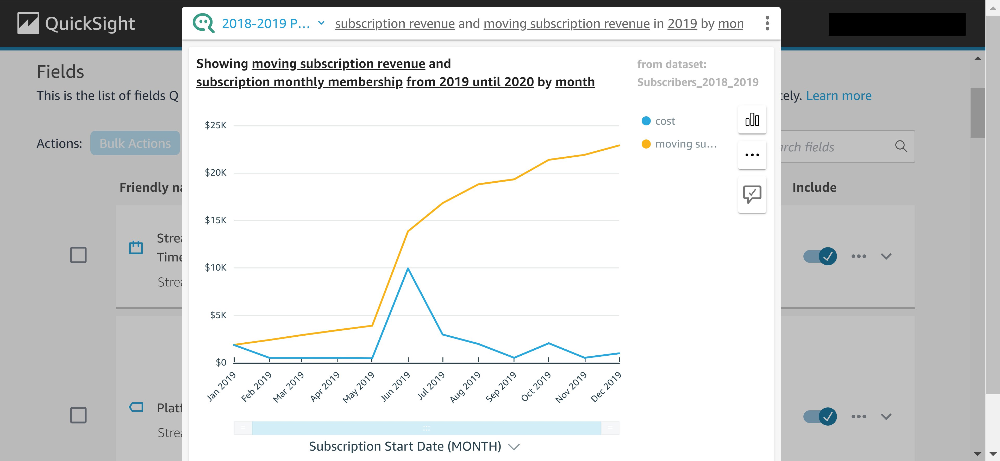 QuickSight
2018-2019 P...
subscription revenue and moving subscription revenue in 2019 by mon
Fields
This is the list of fields Q
tely. Learn more
Actions: Bulk Actions
arch fields
Friendly na
Include
Strea
Time
Strea
Platf
Strea
Showing moving subscription revenue and
subscription monthly membership from 2019 until 2020 by month
from dataset:
Subscribers_2018_2019
cost
moving su...
$25K
$20K
$15K
$10K
$5K
$0
Jan 2019
Feb 2019
Mar 2019
Apr 2019
May 2019
Jun 2019
Jul 2019
Aug 2019
Sep 2019
Oct 2019
Nov 2019
Dec 2019
Subscription Start Date (MONTH)